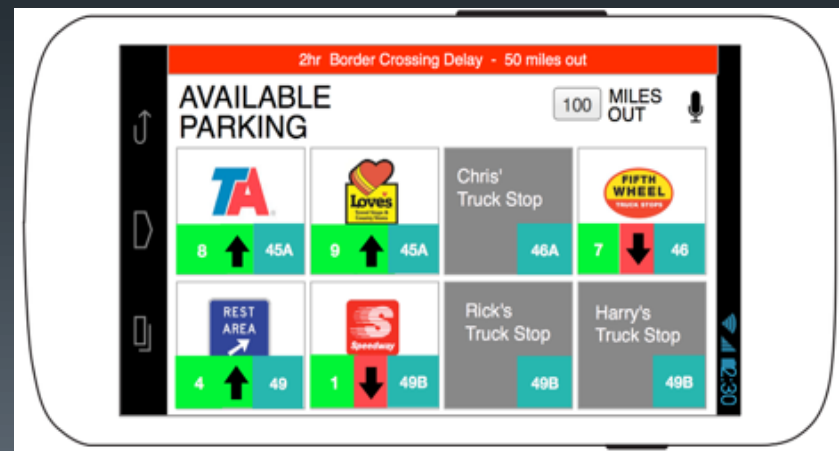 2hr Border Crossing Delay - 50 miles out
AVAILABLE
PARKING
100
MILES
OUT
TA
8
45A
Loves
9
45A
Chris'
Truck Stop
46A
FIFTH
WHEEL
TRUCK STOPS
7
46
REST
AREA
4
49
S
Speedway
1
49B
Rick's
Truck Stop
49B
Harry's
Truck Stop
49B
2:30